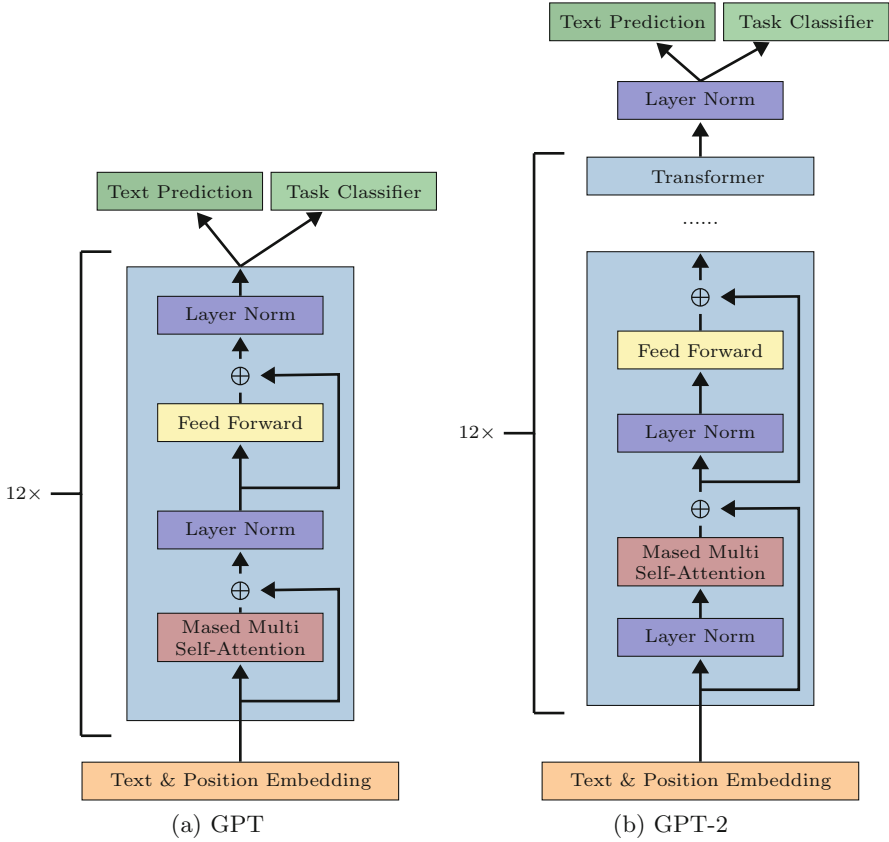 Text Prediction
Task Classifier
Layer Norm
Feed Forward
Layer Norm
Mased Multi
Self-Attention
12×
Text & Position Embedding
(a) GPT
Text Prediction
Task Classifier
Layer Norm
Transformer
......
Feed Forward
Layer Norm
Mased Multi
Self-Attention
Layer Norm
12×
Text & Position Embedding
(b) GPT-2